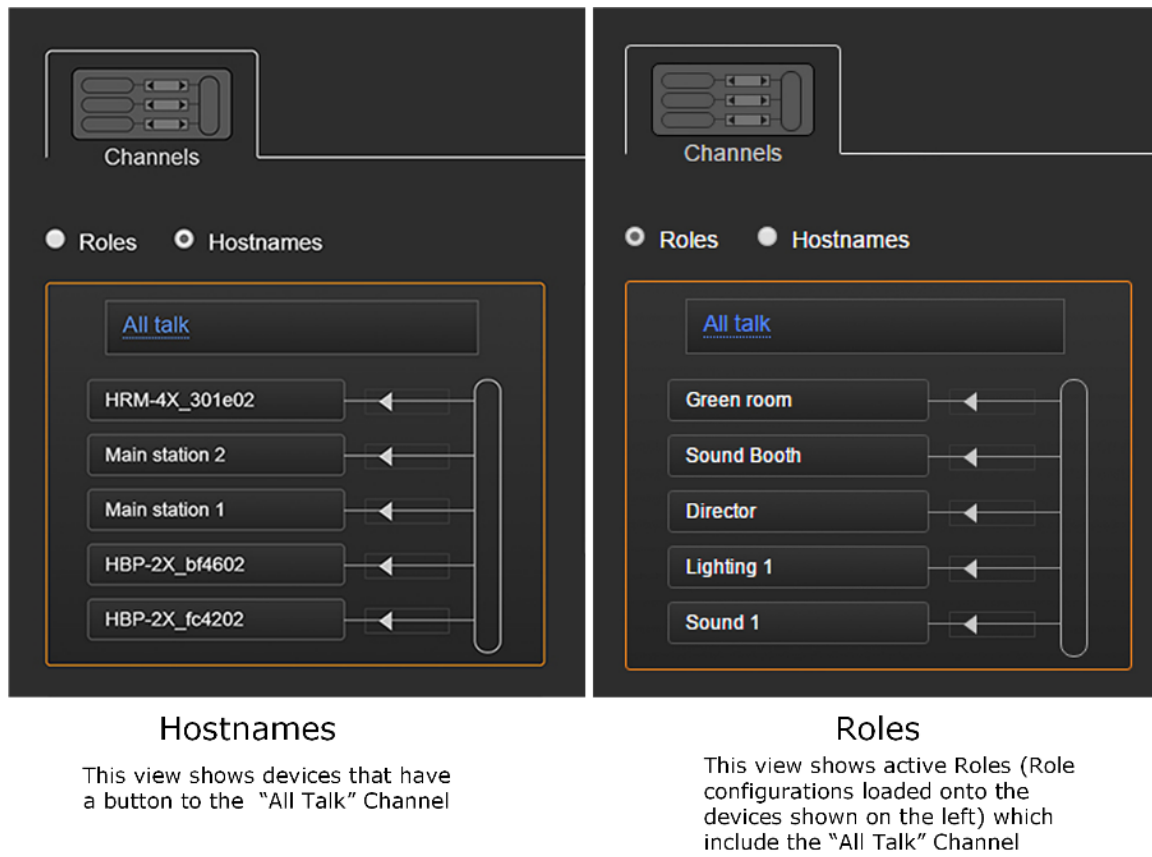 Channels
Roles Hostnames
All talk
HRM-4X_301e02
Main station 2
Main station 1
HBP-2X_bf4602
HBP-2X_fc4202
Hostnames
This view shows devices that have
a button to the “All Talk” Channel
Channels
Roles Hostnames
All talk
Green room
Sound Booth
Director
Lighting 1
Sound 1
Roles
This view shows active Roles (Role
configurations loaded onto the
devices shown on the left) which
include the “All Talk” Channel